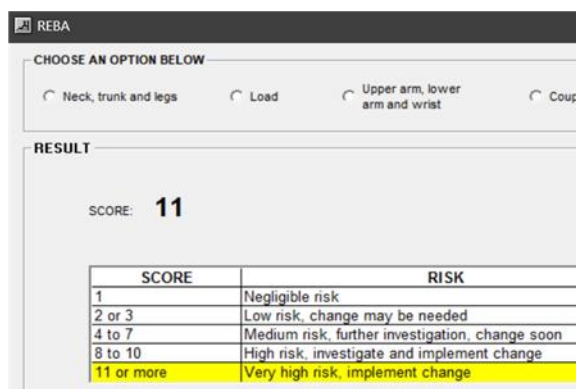 REBA
CHOOSE AN OPTION BELOW
Neck, trunk and legs Load Upper arm, lower arm and wrist Coup
RESULT
SCORE: 11
SCORE RISK
1 Negligible risk
2 or 3 Low risk, change may be needed
4 to 7 Medium risk, further investigation, change soon
8 to 10 High risk, investigate and implement change
11 or more Very high risk, implement change